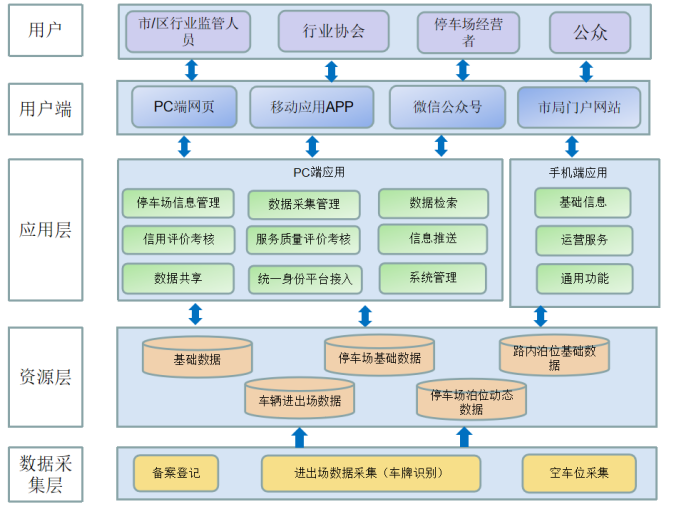 用户
市/区行业监管人
员
行业协会
停车场经营
者
公众
用户端
PC端网页
移动应用APP
微信公众号
市局门户网站
应用层
PC端应用
停车场信息管理
数据采集管理
数据检索
信用评价考核
服务质量评价考核
信息推送
数据共享
统一身份平台接入
系统管理
手机端应用
基础信息
运营服务
通用功能
资源层
基础数据
停车场基础数据
路内泊位基础数
据
车辆进出场数据
停车场泊位动态
数据
数据采
集层
备案登记
进出场数据采集（车牌识别）
空车位采集